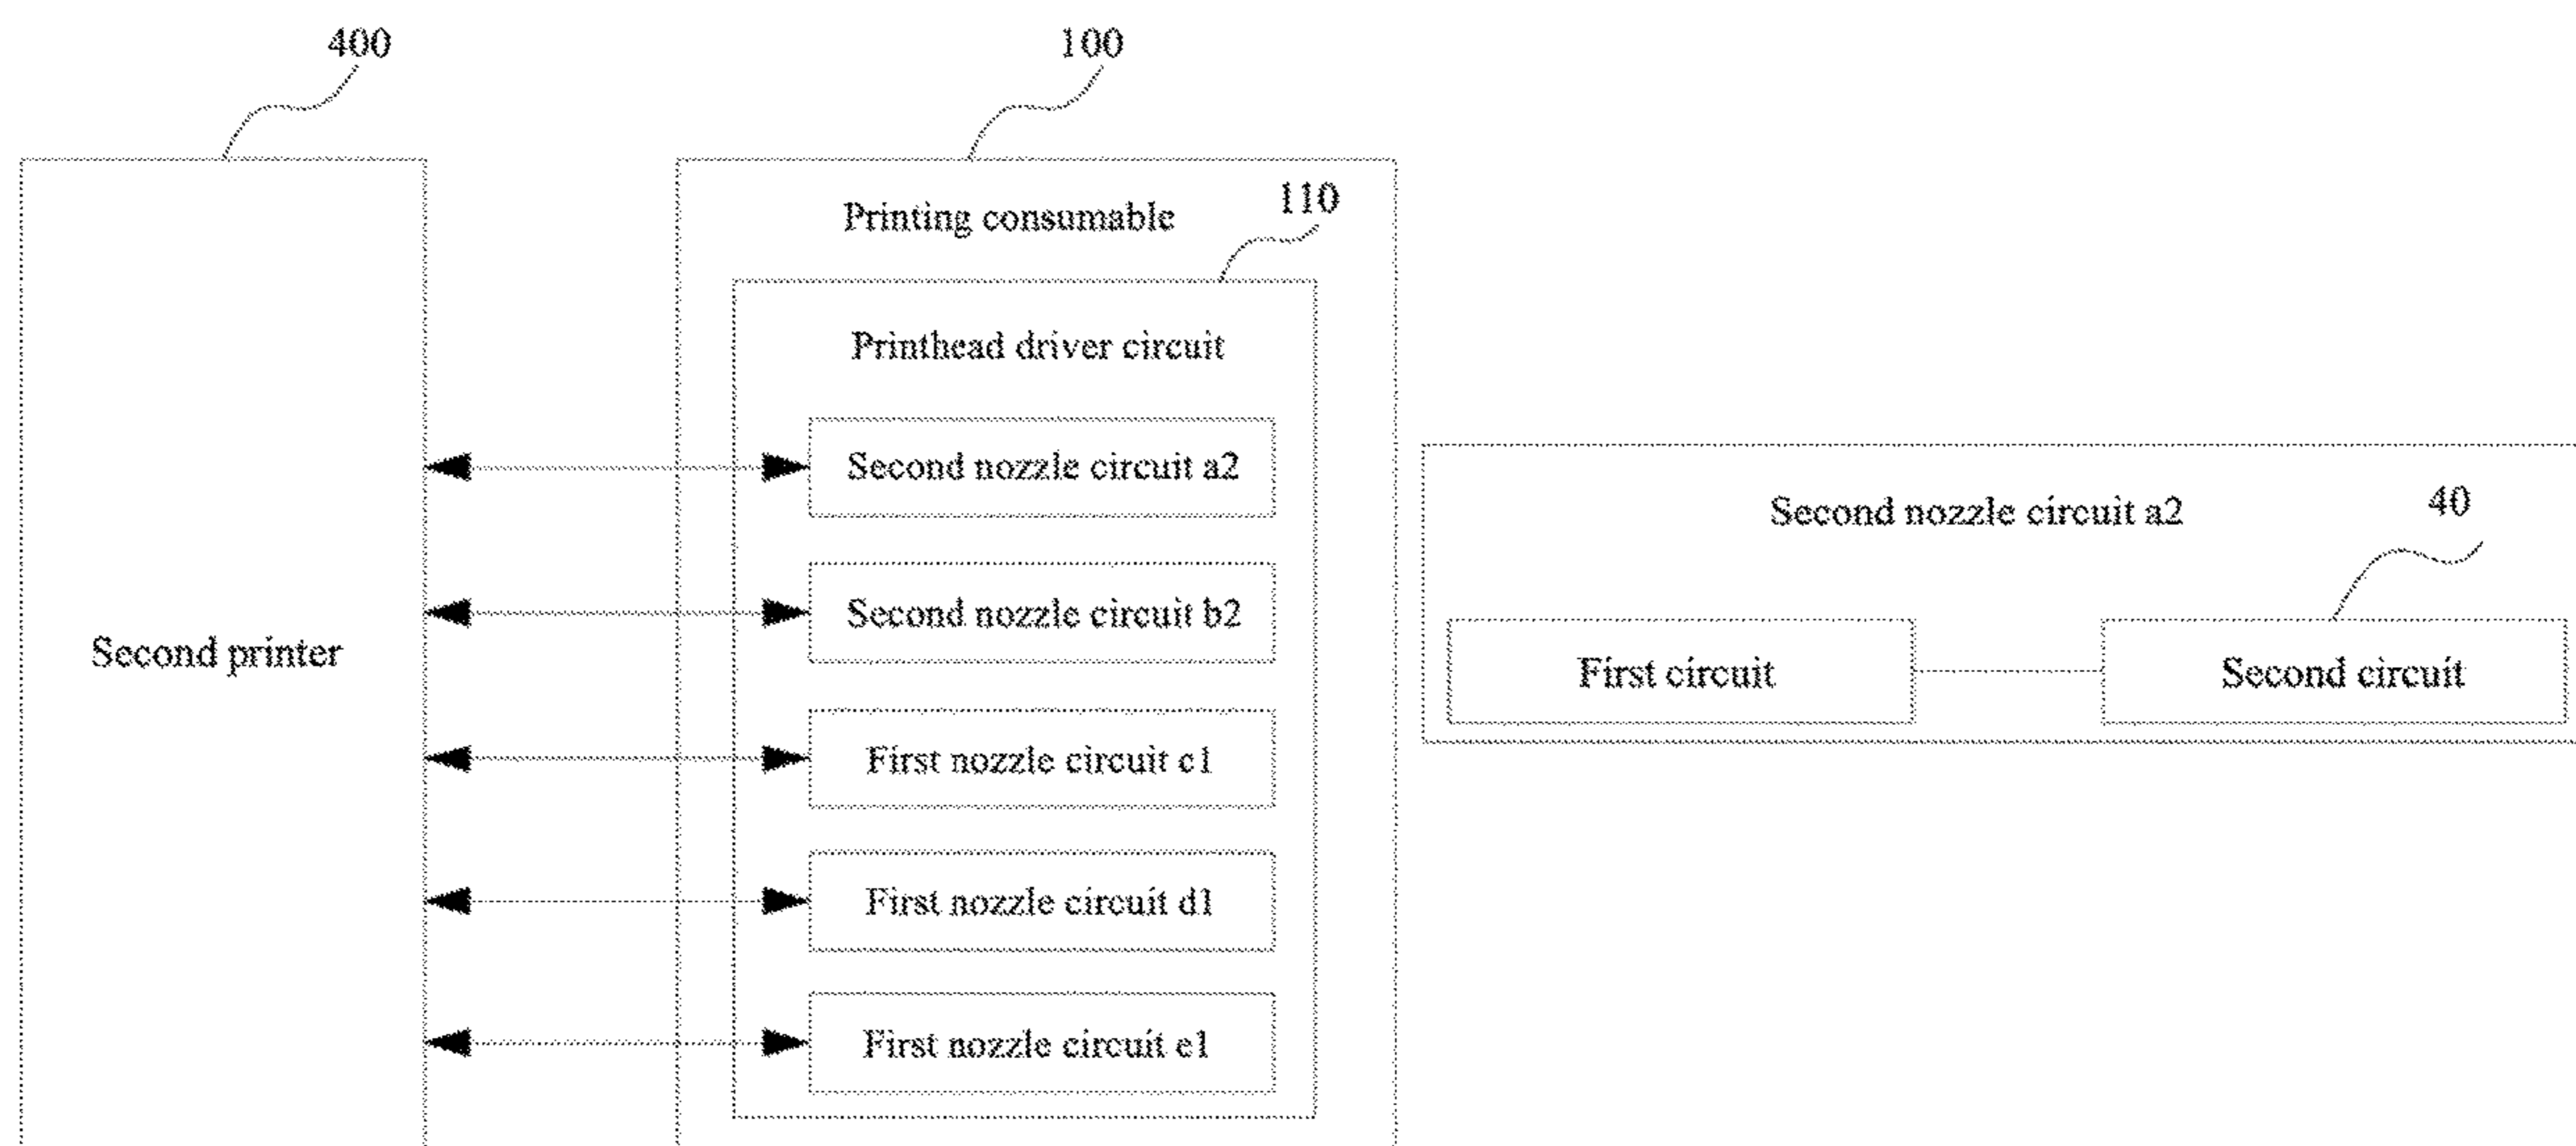 400
100
110
Printing consumable
Printhead driver circuit
Second nozzle circuit a2
Second nozzle circuit b2
First nozzle circuit c1
First nozzle circuit d1
First nozzle circuit e1
Second printer
Second nozzle circuit a2
40
First circuit
Second circuit